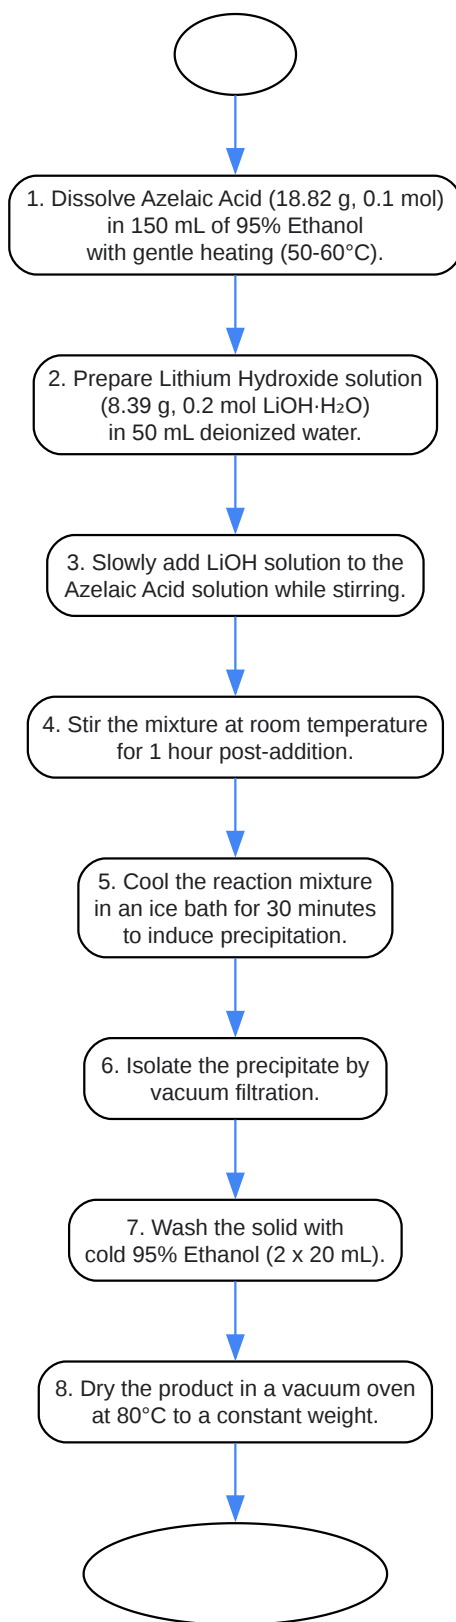 1. Dissolve Azelaic Acid (18.82 g, 0.1 mol)
in 150 mL of 95% Ethanol
with gentle heating (50-60°C).
2. Prepare Lithium Hydroxide solution
(8.39 g, 0.2 mol LiOH·H₂O)
in 50 mL deionized water.
3. Slowly add LiOH solution to the
Azelaic Acid solution while stirring.
4. Stir the mixture at room temperature
for 1 hour post-addition.
5. Cool the reaction mixture
in an ice bath for 30 minutes
to induce precipitation.
6. Isolate the precipitate by
vacuum filtration.
7. Wash the solid with
cold 95% Ethanol (2 x 20 mL).
8. Dry the product in a vacuum oven
at 80°C to a constant weight.